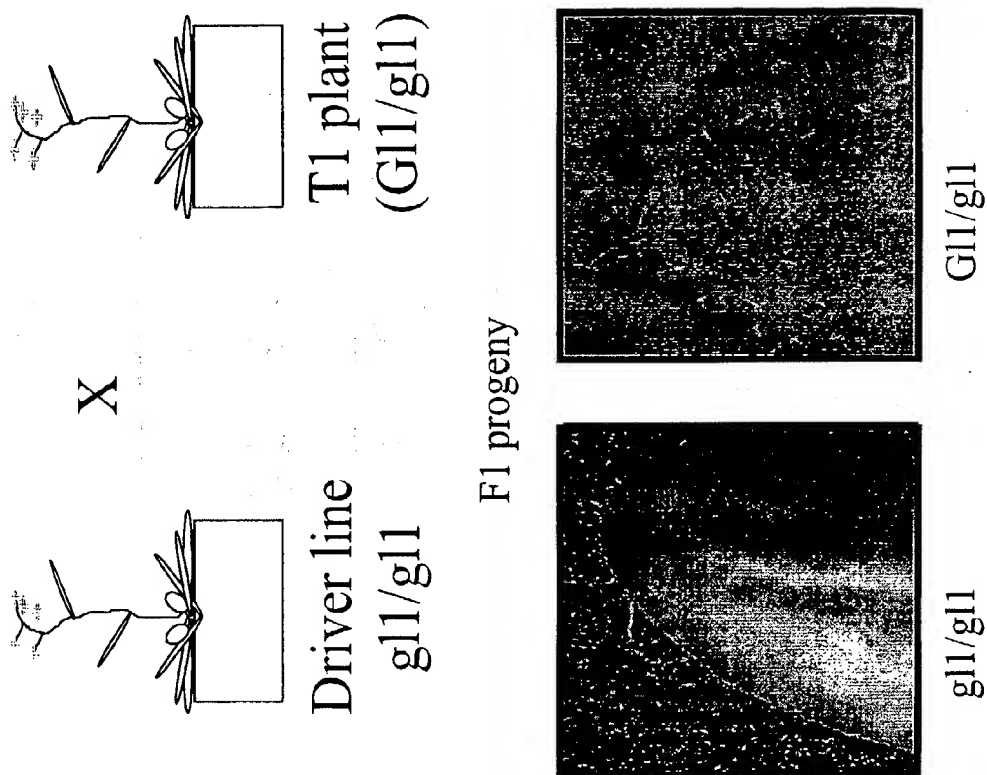 X
Driver line
gl1/gl1
T1 plant
(Gl1/gl1)
F1 progeny
gl1/gl1
Gl1/gl1